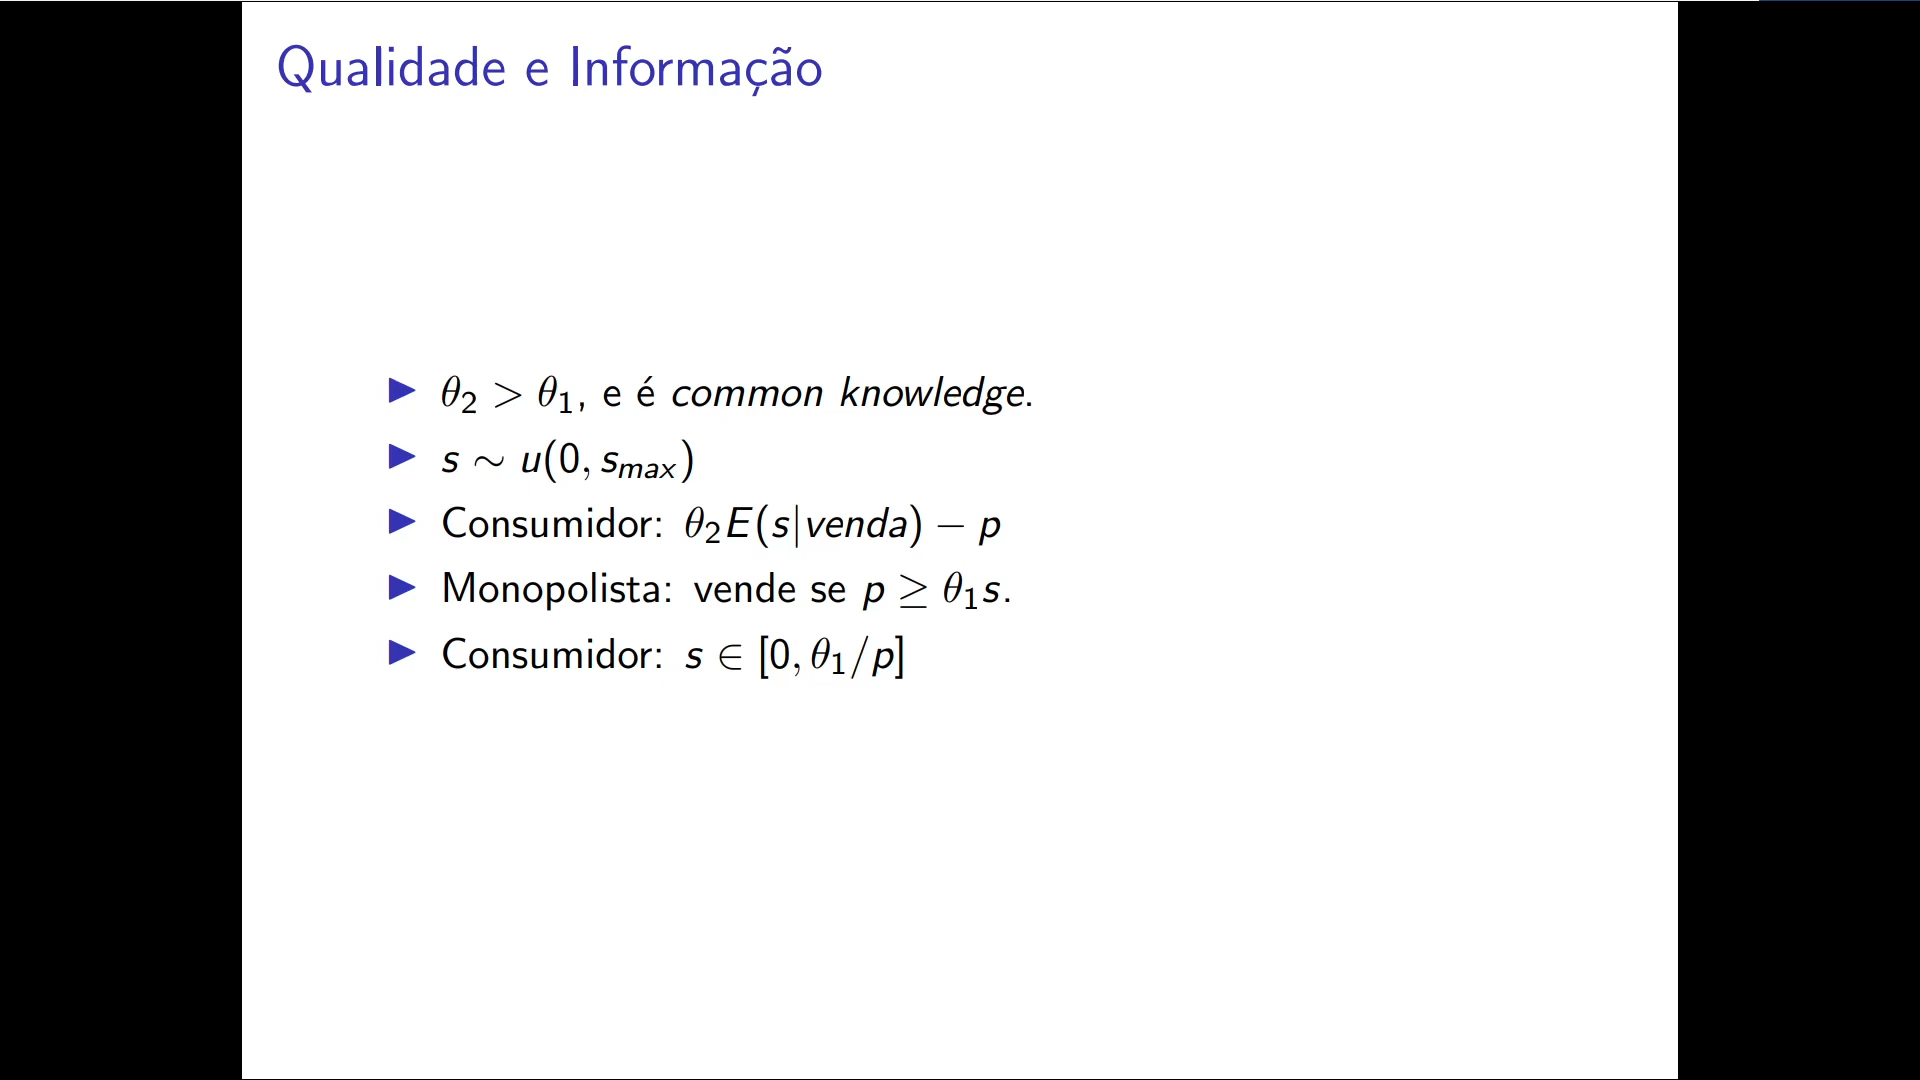 Qualidade e Informação
▶ θ₂ > θ₁, e é common knowledge.
▶ s ∼ u(0, sₘₐₓ)
▶ Consumidor: θ₂E(s|venda) − p
▶ Monopolista: vende se p ≥ θ₁s.
▶ Consumidor: s ∈ [0, θ₁/p]